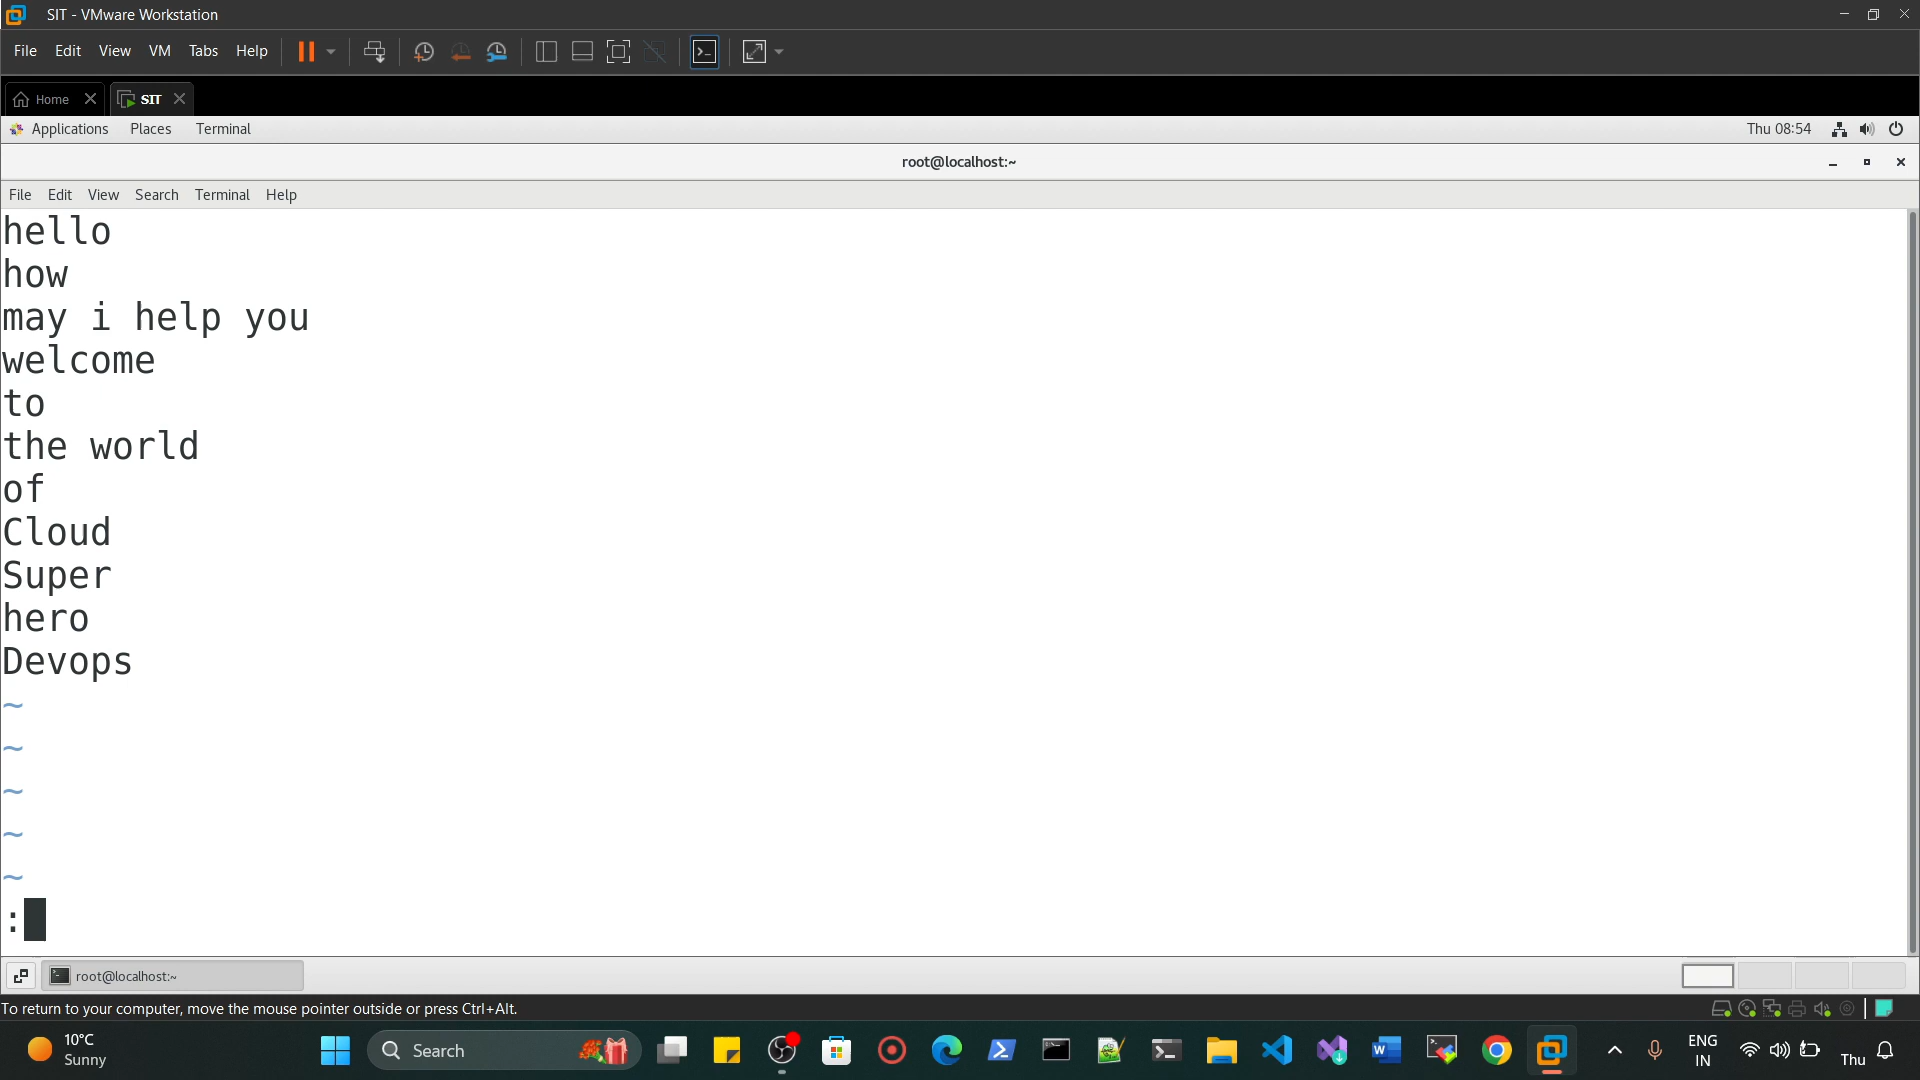 SIT - VMware Workstation
File Edit View VM Tabs Help
Home SIT
Applications Places Terminal Thu 08:54
root@localhost:~
File Edit View Search Terminal Help
hello
how
may i help you
welcome
to
the world
of
Cloud
Super
hero
Devops
~
~
~
~
~
:
root@localhost:~
To return to your computer, move the mouse pointer outside or press Ctrl+Alt.
10°C
Sunny
Search
ENG
IN
Thu